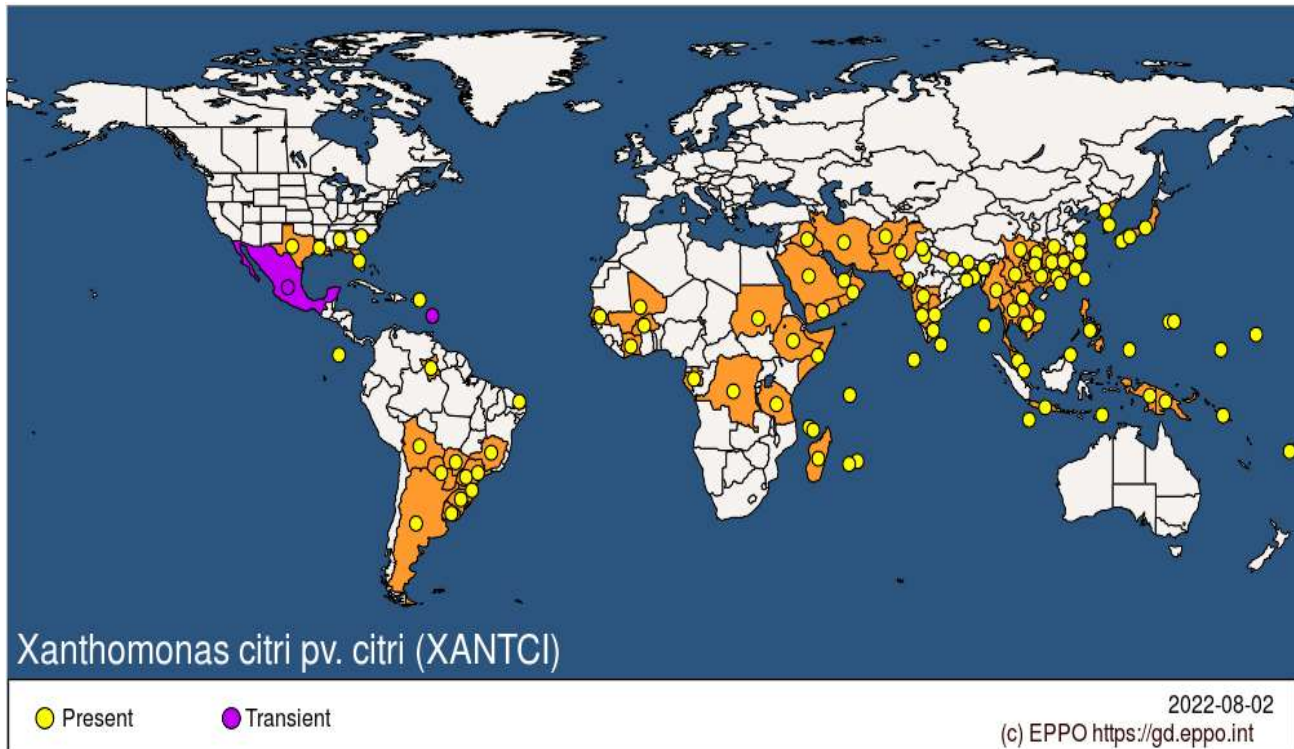 Xanthomonas citri pv. citri (XANTCI)
Present
Transient
2022-08-02
(c) EPPO https://gd.eppo.int